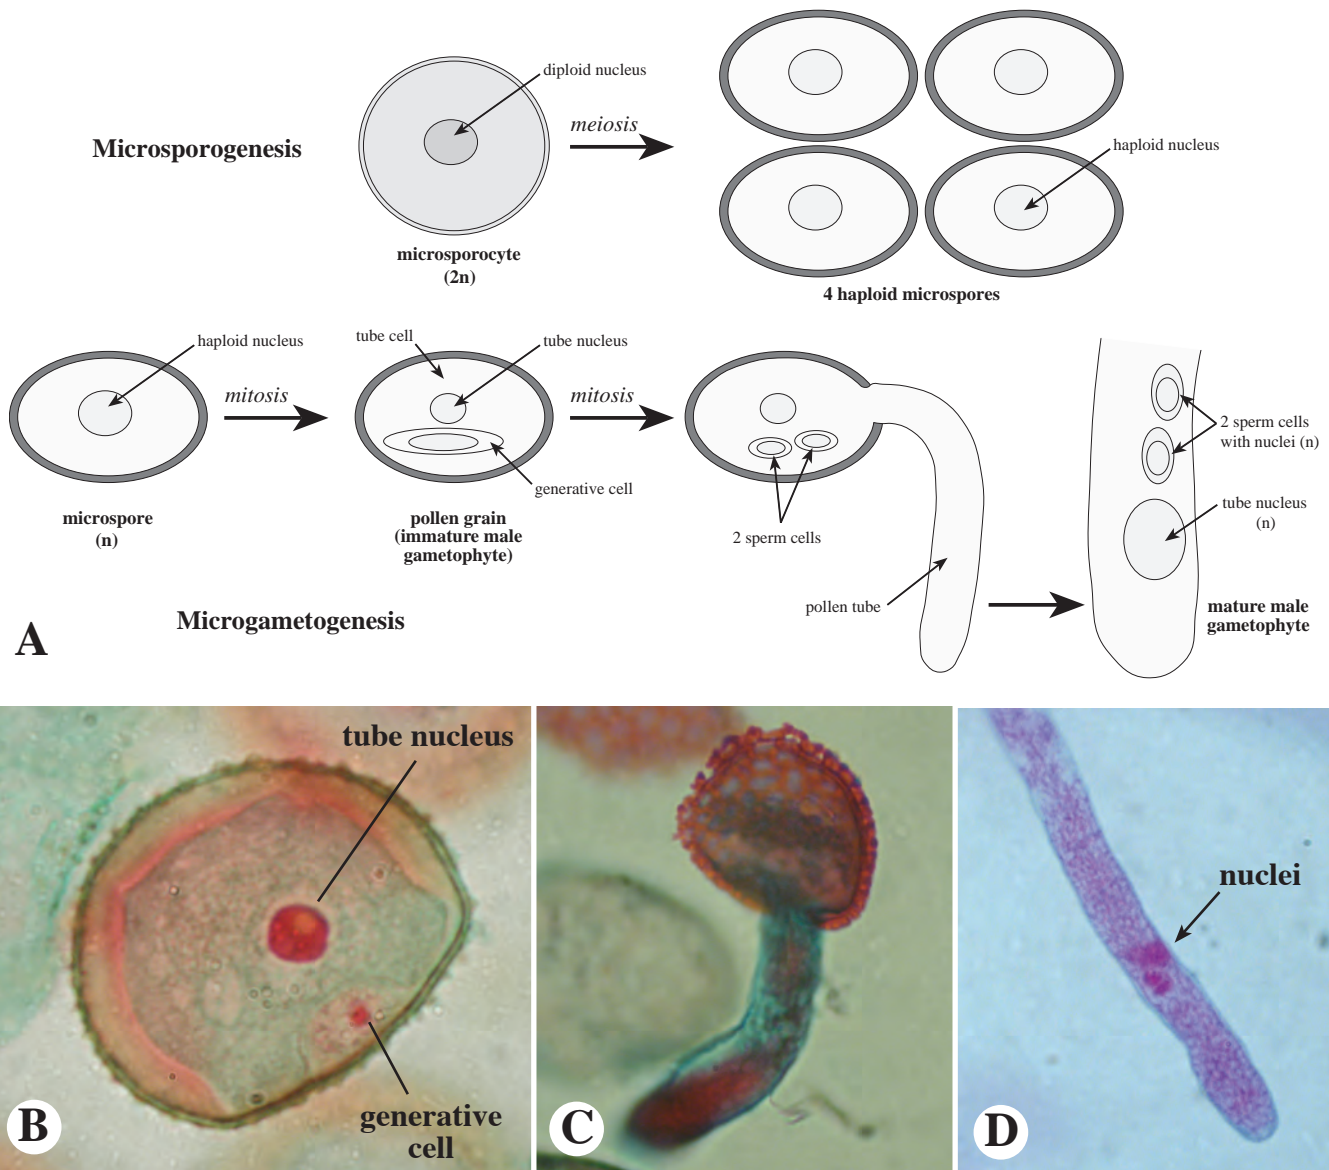 diploid nucleus
meiosis
Microsporogenesis
haploid nucleus
microsporocyte
(2n)
4 haploid microspores
haploid nucleus
tube cell
tube nucleus
mitosis
mitosis
2 sperm cells
with nuclei (n)
generative cell
tube nucleus
(n)
microspore
(n)
pollen grain
(immature male
gametophyte)
2 sperm cells
pollen tube
mature male
gametophyte
Microgametogenesis
A
tube nucleus
nuclei
generative
cell
B
C
D